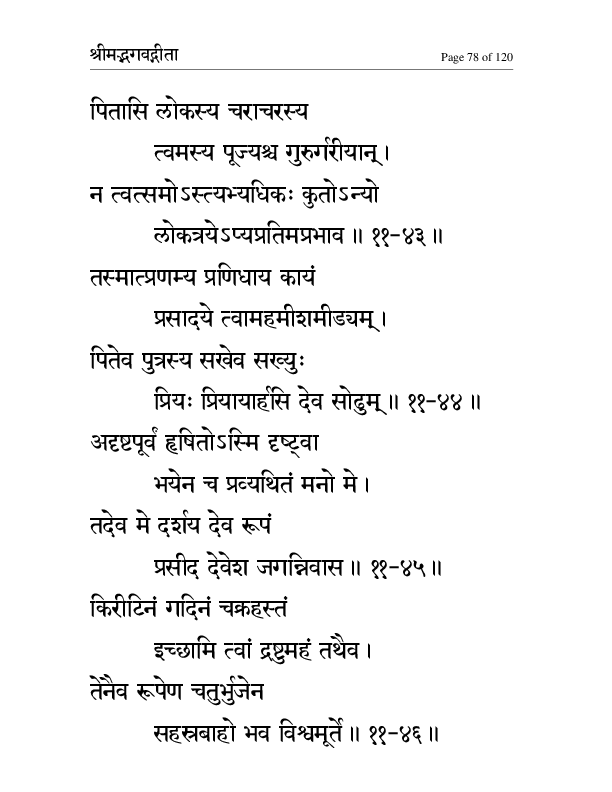 श्रीमद्भगवद्गीता Page 78 of 120
पितासि लोकस्य चराचरस्य
त्वमस्य पूज्यश्च गुरुर्गरीयान् ।
न त्वत्समोऽस्त्यभ्यधिकः कुतोऽन्यो
लोकत्रयेऽप्यप्रतिमप्रभाव ॥ ११-४३ ॥
तस्मात्प्रणम्य प्रणिधाय कायं
प्रसादये त्वामहमीशमीड्यम् ।
पितेव पुत्रस्य सखेव सख्युः
प्रियः प्रियायार्हसि देव सोढुम् ॥ ११-४४ ॥
अदृष्टपूर्वं हृषितोऽस्मि दृष्ट्वा
भयेन च प्रव्यथितं मनो मे ।
तदेव मे दर्शय देव रूपं
प्रसीद देवेश जगन्निवास ॥ ११-४५ ॥
किरीटिनं गदिनं चक्रहस्तं
इच्छामि त्वां द्रष्टुमहं तथैव ।
तेनैव रूपेण चतुर्भुजेन
सहस्रबाहो भव विश्वमूर्ते ॥ ११-४६ ॥